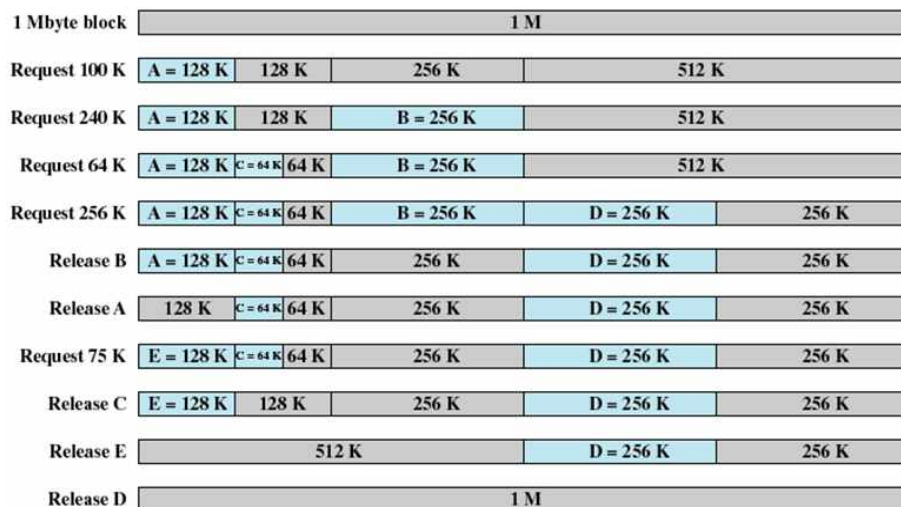 1 Mbyte block 1 M
Request 100 K A = 128 K 128 K 256 K 512 K
Request 240 K A = 128 K 128 K B = 256 K 512 K
Request 64 K A = 128 K C = 64 K 64 K B = 256 K 512 K
Request 256 K A = 128 K C = 64 K 64 K B = 256 K D = 256 K 256 K
Release B A = 128 K C = 64 K 64 K 256 K D = 256 K 256 K
Release A 128 K C = 64 K 64 K 256 K D = 256 K 256 K
Request 75 K E = 128 K C = 64 K 64 K 256 K D = 256 K 256 K
Release C E = 128 K 128 K 256 K D = 256 K 256 K
Release E 512 K D = 256 K 256 K
Release D 1 M